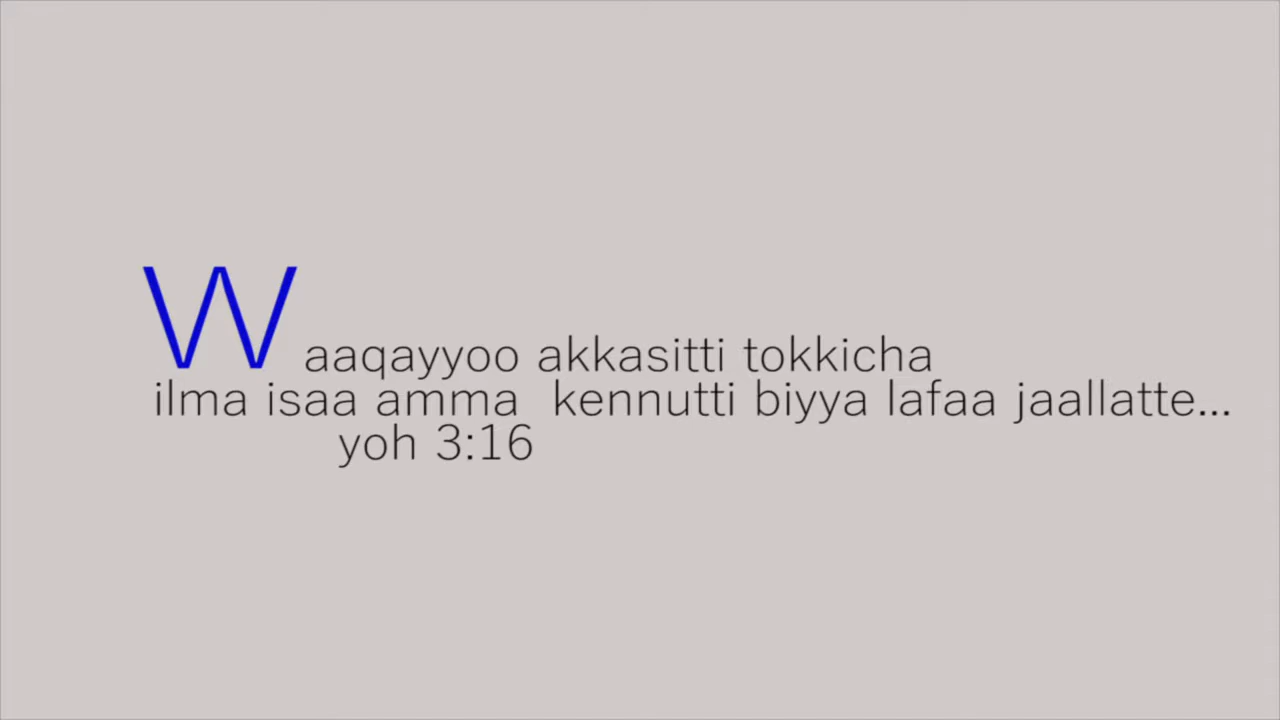 Waaqayyoo akkasitti tokkicha
ilma isaa amma kennutti biyya lafaa jaallatte...
yoh 3:16